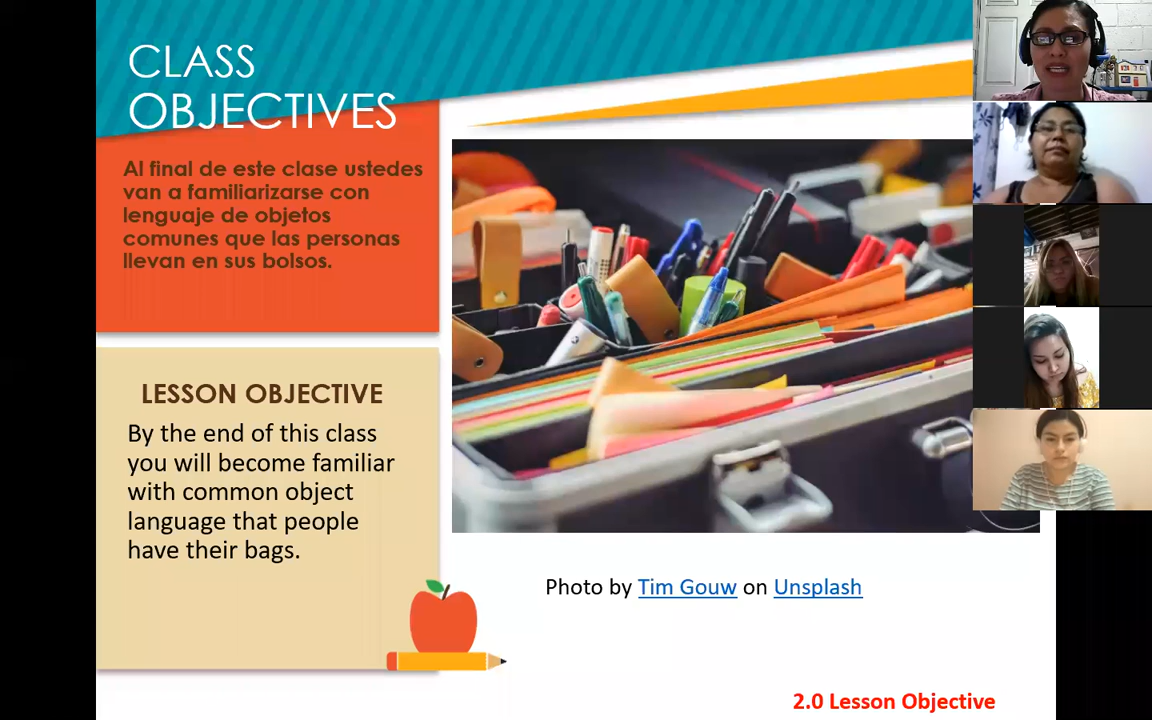 CLASS
OBJECTIVES
Al final de este clase ustedes
van a familiarizarse con
lenguaje de objetos
comunes que las personas
llevan en sus bolsos.
LESSON OBJECTIVE
By the end of this class
you will become familiar
with common object
language that people
have their bags.
Photo by Tim Gouw on Unsplash
2.0 Lesson Objective